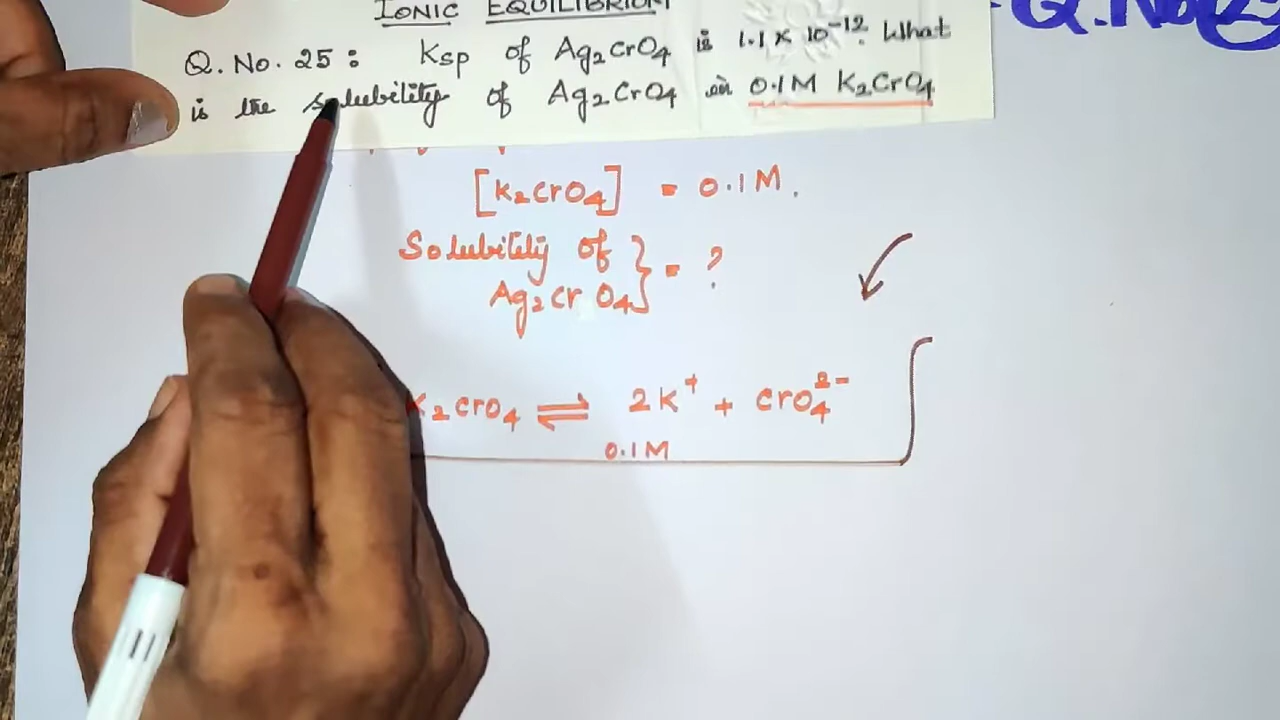 IONIC EQUILIBRIUM
Q.No.
Q. No. 25 : Ksp of Ag₂CrO₄ is 1.1 × 10⁻¹². What
is the solubility of Ag₂CrO₄ in 0.1M K₂CrO₄
[K₂CrO₄] = 0.1M.
Solubility of
Ag₂CrO₄ } = ?
K₂CrO₄ ⇌ 2K⁺ + CrO₄²⁻
0.1M